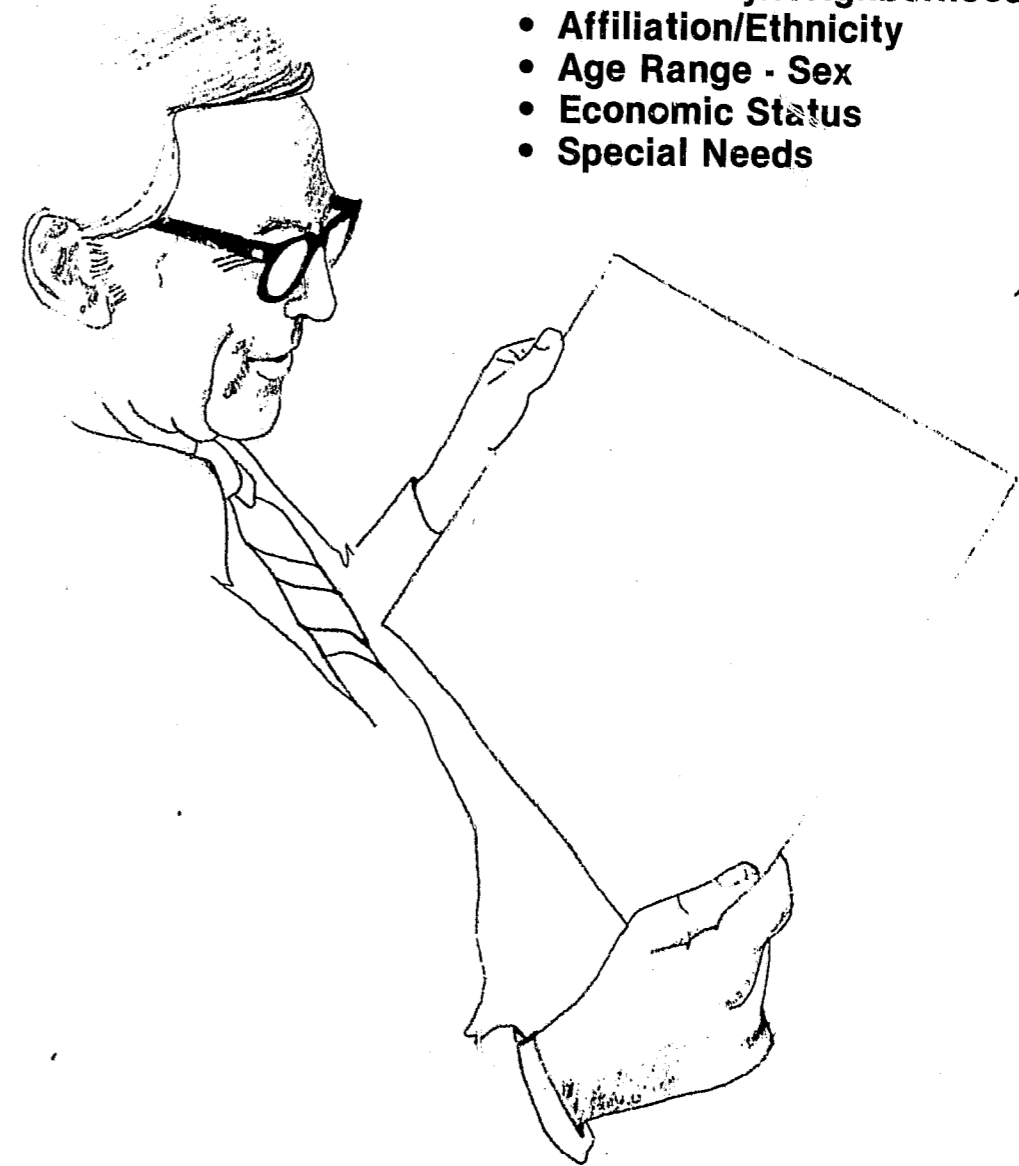 • Affiliation/Ethnicity
• Age Range - Sex
• Economic Status
• Special Needs